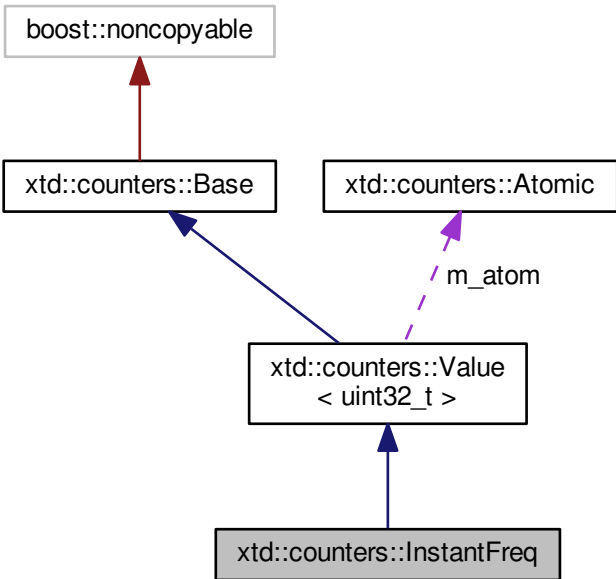 boost::noncopyable
xtd::counters::Base
xtd::counters::Atomic
m_atom
xtd::counters::Value
< uint32_t >
xtd::counters::InstantFreq